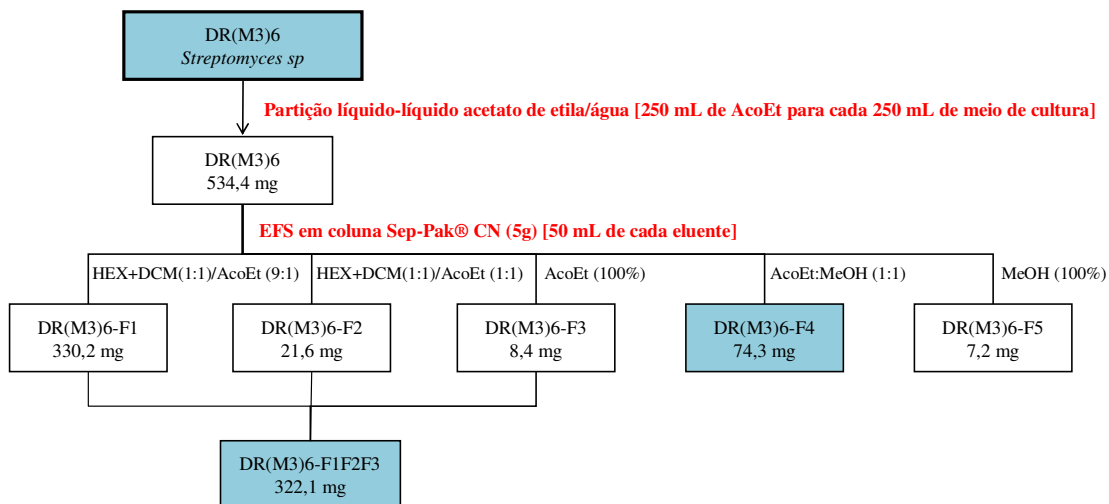 DR(M3)6
Streptomyces sp
Partição líquido-líquido acetato de etila/água [250 mL de AcoEt para cada 250 mL de meio de cultura]
DR(M3)6
534,4 mg
EFS em coluna Sep-Pak® CN (5g) [50 mL de cada eluente]
HEX+DCM(1:1)/AcoEt (9:1)
HEX+DCM(1:1)/AcoEt (1:1)
AcoEt (100%)
AcoEt:MeOH (1:1)
MeOH (100%)
DR(M3)6-F1
330,2 mg
DR(M3)6-F2
21,6 mg
DR(M3)6-F3
8,4 mg
DR(M3)6-F4
74,3 mg
DR(M3)6-F5
7,2 mg
DR(M3)6-F1F2F3
322,1 mg